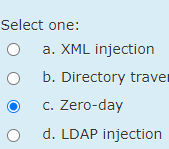 Select one:
a. XML injection
b. Directory traver
c. Zero-day
d. LDAP injection